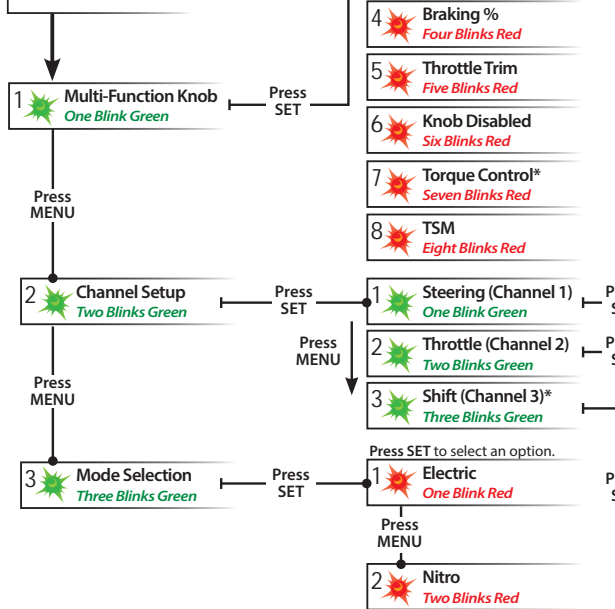 4 Braking %
Four Blinks Red
5 Throttle Trim
Five Blinks Red
1 Multi-Function Knob
One Blink Green
Press
SET
6 Knob Disabled
Six Blinks Red
7 Torque Control*
Seven Blinks Red
Press
MENU
8 TSM
Eight Blinks Red
2 Channel Setup
Two Blinks Green
Press
SET
1 Steering (Channel 1)
One Blink Green
Press
MENU
2 Throttle (Channel 2)
Two Blinks Green
3 Shift (Channel 3)*
Three Blinks Green
Press
MENU
Press SET to select an option.
3 Mode Selection
Three Blinks Green
Press
SET
1 Electric
One Blink Red
Press
MENU
2 Nitro
Two Blinks Red